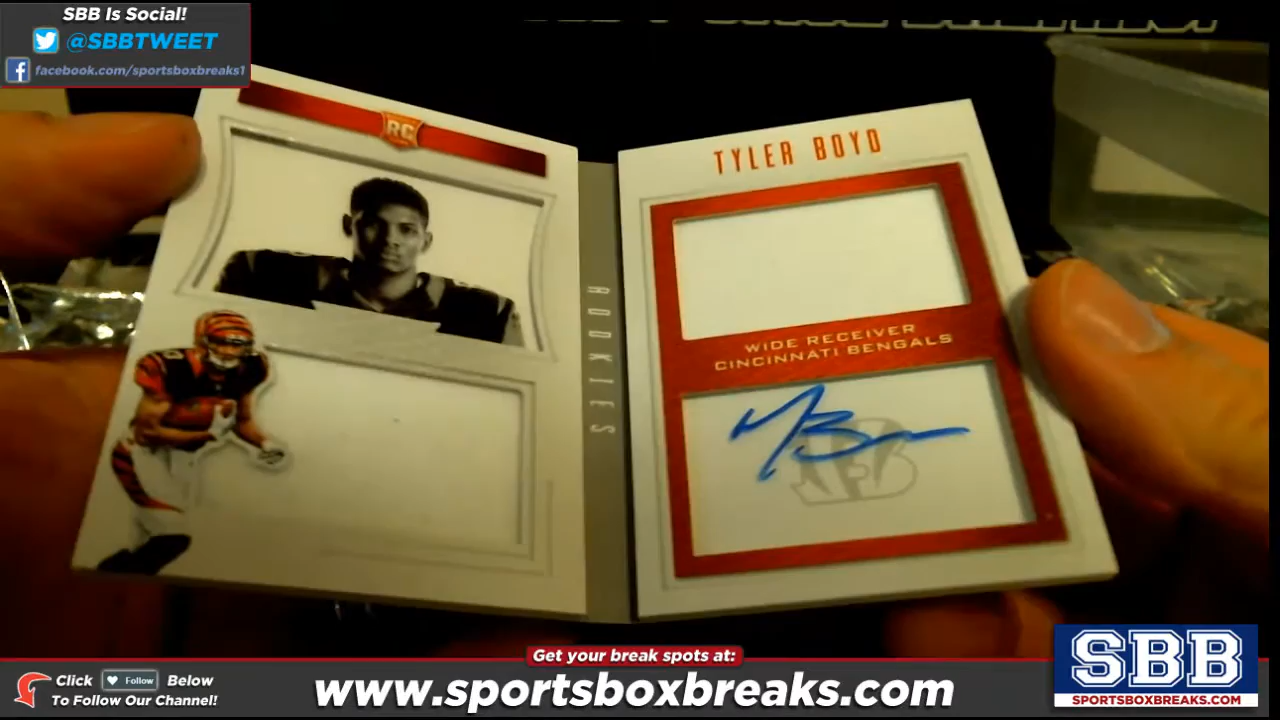 SBB Is Social!
@SBBTWEET
facebook.com/sportsboxbreaks1
RC
TYLER BOYD
ROOKIES
WIDE RECEIVER
CINCINNATI BENGALS
B
Get your break spots at:
Click Follow Below
To Follow Our Channel!
www.sportsboxbreaks.com
SBB
SPORTSBOXBREAKS.COM